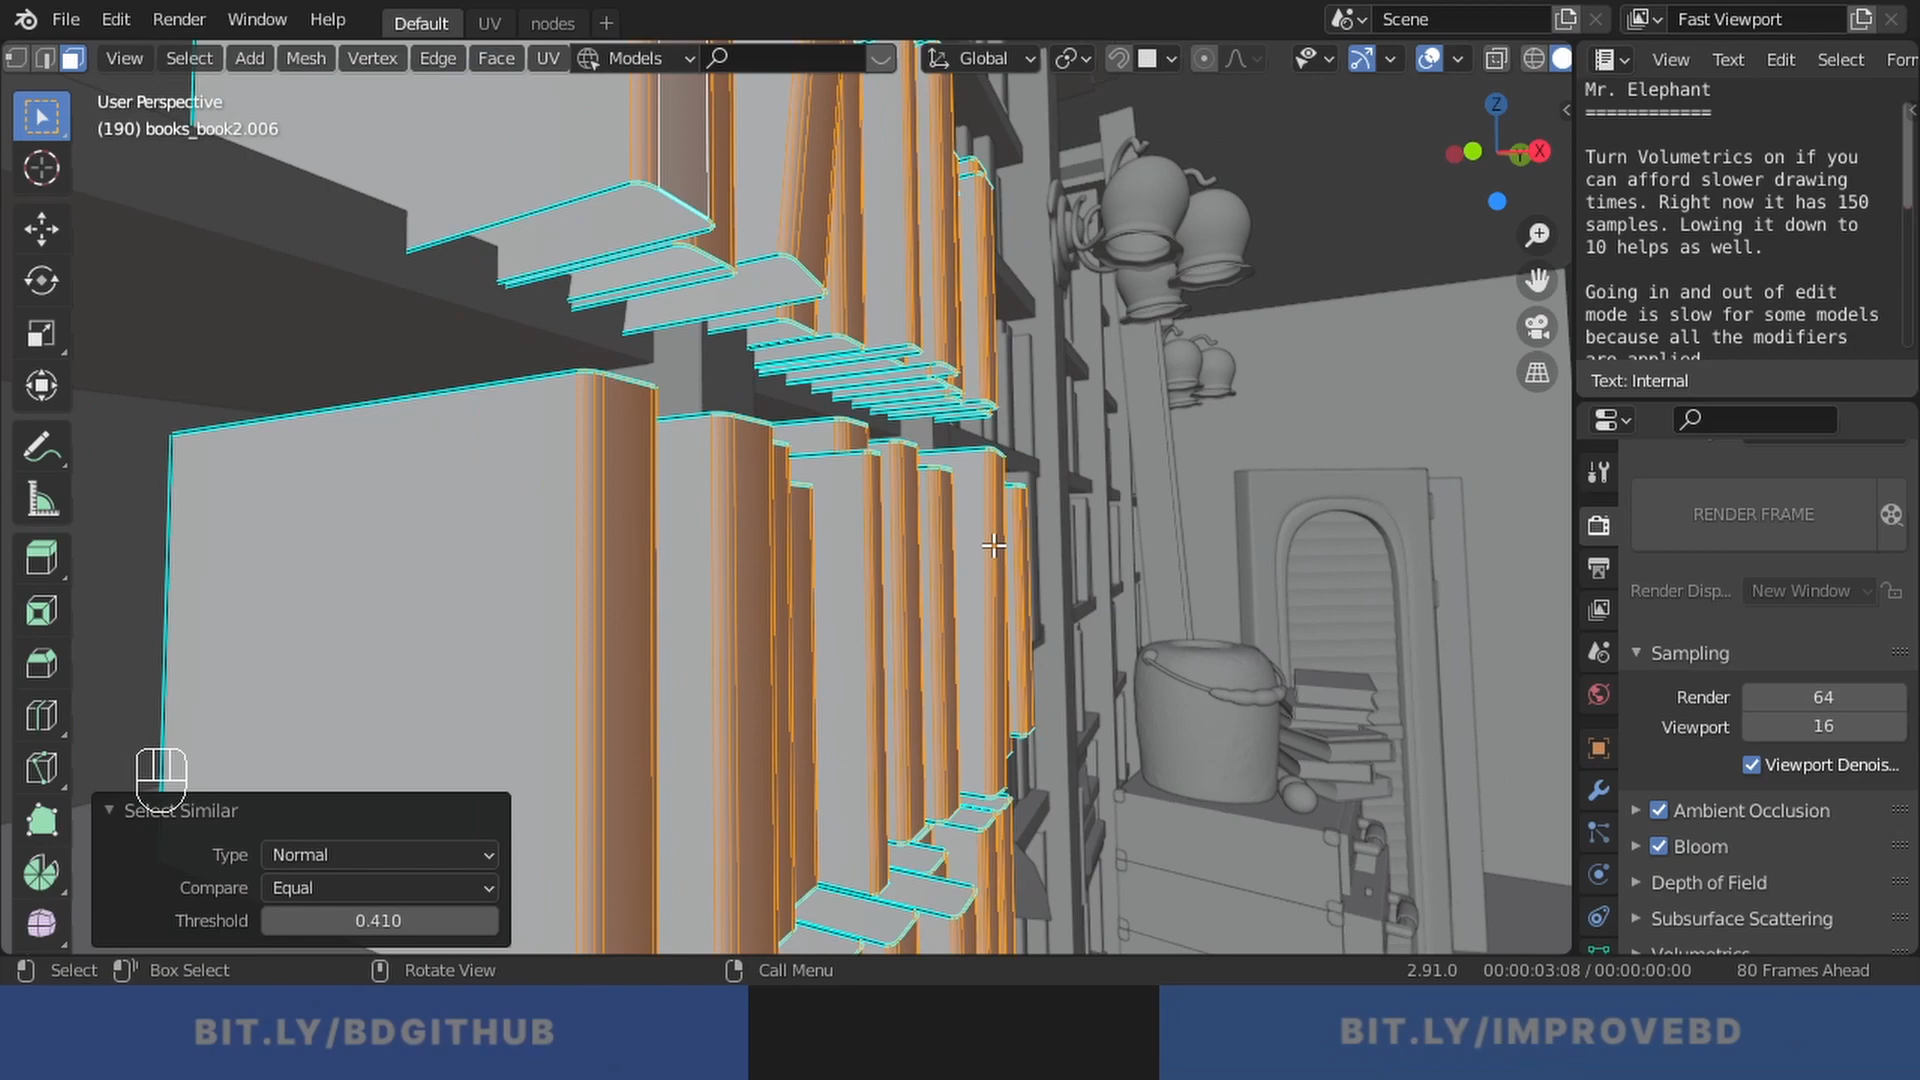 File Edit Render Window Help Default UV nodes + Scene Fast Viewport
View Select Add Mesh Vertex Edge Face UV Models Global View Text Edit Select Forr
User Perspective
(190) books_book2.006
Z
Y
X
Mr. Elephant
============
Turn Volumetrics on if you
can afford slower drawing
times. Right now it has 150
samples. Lowing it down to
10 helps as well.
Going in and out of edit
mode is slow for some models
because all the modifiers
are applied
Text: Internal
RENDER FRAME
Render Disp... New Window
Sampling
Render 64
Viewport 16
Viewport Denois...
Ambient Occlusion
Bloom
Depth of Field
Subsurface Scattering
Volumetrics
Select Similar
Type Normal
Compare Equal
Threshold 0.410
Select Box Select Rotate View Call Menu 2.91.0 00:00:03:08 / 00:00:00:00 80 Frames Ahead
BIT.LY/BDGITHUB BIT.LY/IMPROVEBD